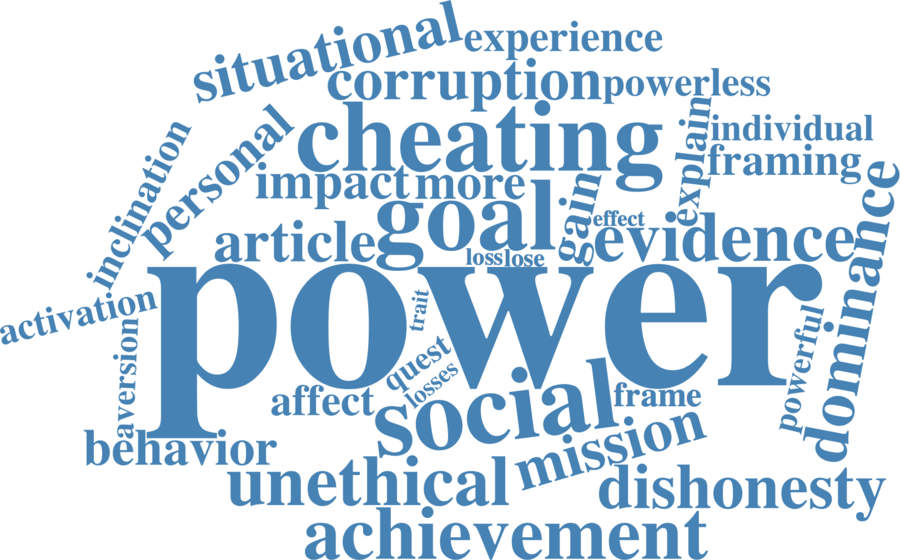 situational
experience
corruption
powerless
cheating
explain
individual
framing
inclination
personal
impact
more
goal
gain
effect
evidence
article
loss
lose
dominance
power
activation
aversion
trait
quest
losses
affect
social
frame
powerful
behavior
mission
unethical
dishonesty
achievement